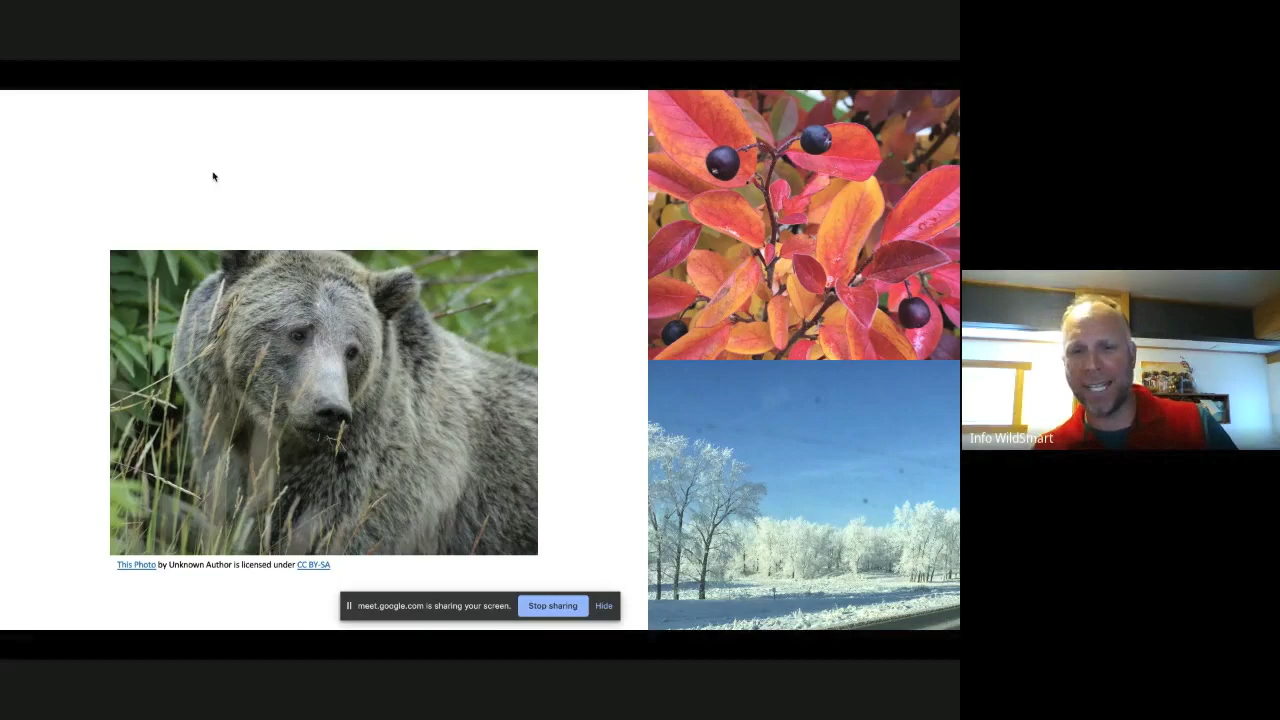 This Photo by Unknown Author is licensed under CC BY-SA
meet.google.com is sharing your screen. Stop sharing Hide
Info WildSmart